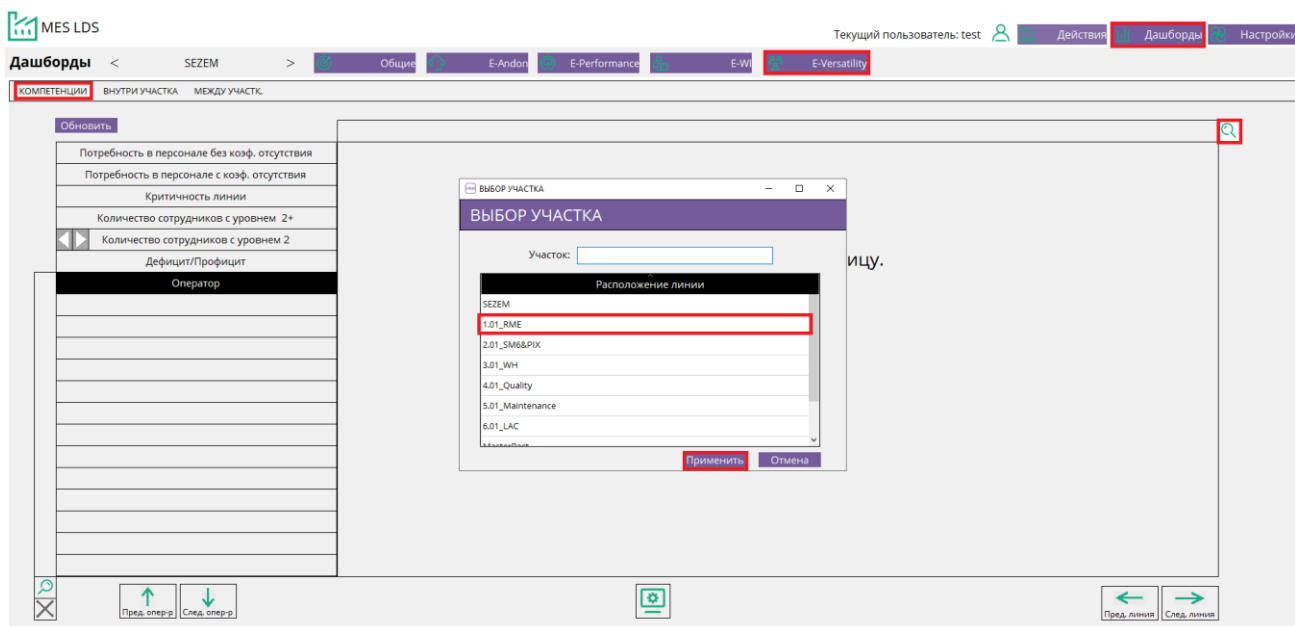 MES LDS
Текущий пользователь: test
Действия
Дашборды
Настройки
Дашборды
<
SEZEM
>
Общие
E-Andon
E-Performance
E-WI
E-Versatility
КОМПЕТЕНЦИИ
ВНУТРИ УЧАСТКА
МЕЖДУ УЧАСТК.
Обновить
Потребность в персонале без коэф. отсутствия
Потребность в персонале с коэф. отсутствия
Критичность линии
Количество сотрудников с уровнем 2+
Количество сотрудников с уровнем 2
Дефицит/Профицит
Оператор
ВЫБОР УЧАСТКА
ВЫБОР УЧАСТКА
Участок:
Расположение линии
SEZEM
1.01_RME
2.01_SM6&PIX
3.01_WH
4.01_Quality
5.01_Maintenance
6.01_LAC
Применить
Отмена
ицу.
Пред. опер-р
След. опер-р
Пред. линия
След. линия